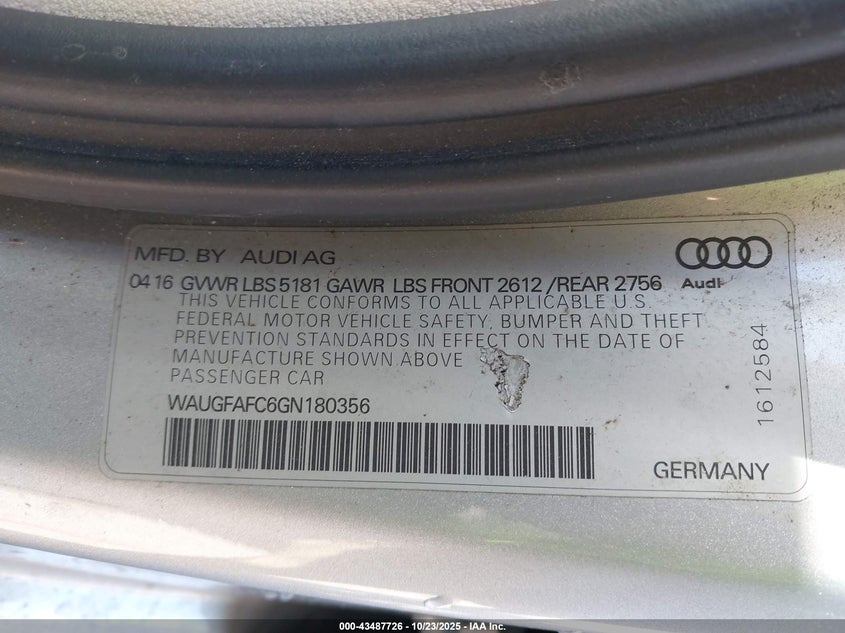 MFD. BY AUDI AG
04 16 GVWR LBS 5181 GAWR LBS FRONT 2612 /REAR 2756
Audi
THIS VEHICLE CONFORMS TO ALL APPLICABLE U.S.
FEDERAL MOTOR VEHICLE SAFETY, BUMPER AND THEFT
PREVENTION STANDARDS IN EFFECT ON THE DATE OF
MANUFACTURE SHOWN ABOVE
PASSENGER CAR
WAUGFAFC6GN180356
1612584
GERMANY
000-43487726 - 10/23/2025 - IAA Inc.